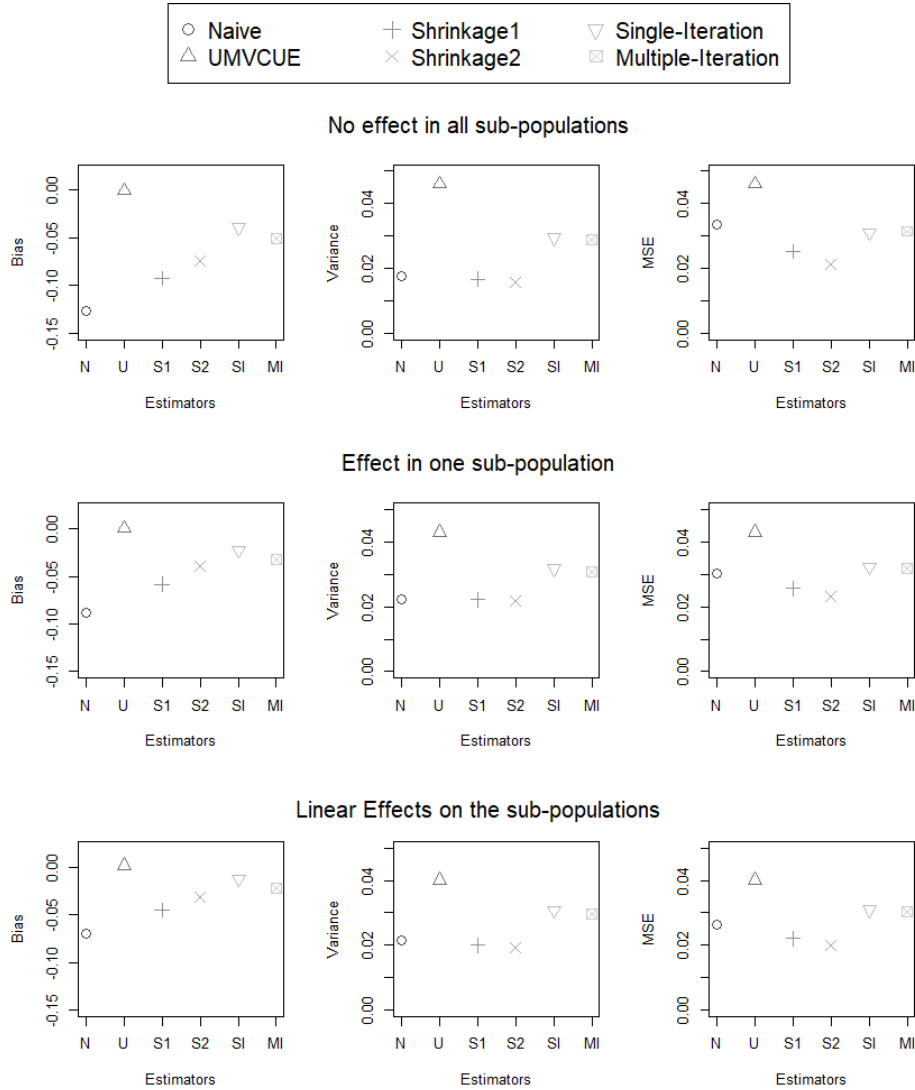 Naive Shrinkage1 Single-Iteration
UMVCUE Shrinkage2 Multiple-Iteration
No effect in all sub-populations
Bias
0.00
-0.05
-0.10
-0.15
N U S1 S2 SI MI
Estimators
Variance
0.04
0.02
0.00
N U S1 S2 SI MI
Estimators
MSE
0.04
0.02
0.00
N U S1 S2 SI MI
Estimators
Effect in one sub-population
Bias
0.00
-0.05
-0.10
-0.15
N U S1 S2 SI MI
Estimators
Variance
0.04
0.02
0.00
N U S1 S2 SI MI
Estimators
MSE
0.04
0.02
0.00
N U S1 S2 SI MI
Estimators
Linear Effects on the sub-populations
Bias
0.00
-0.05
-0.10
-0.15
N U S1 S2 SI MI
Estimators
Variance
0.04
0.02
0.00
N U S1 S2 SI MI
Estimators
MSE
0.04
0.02
0.00
N U S1 S2 SI MI
Estimators